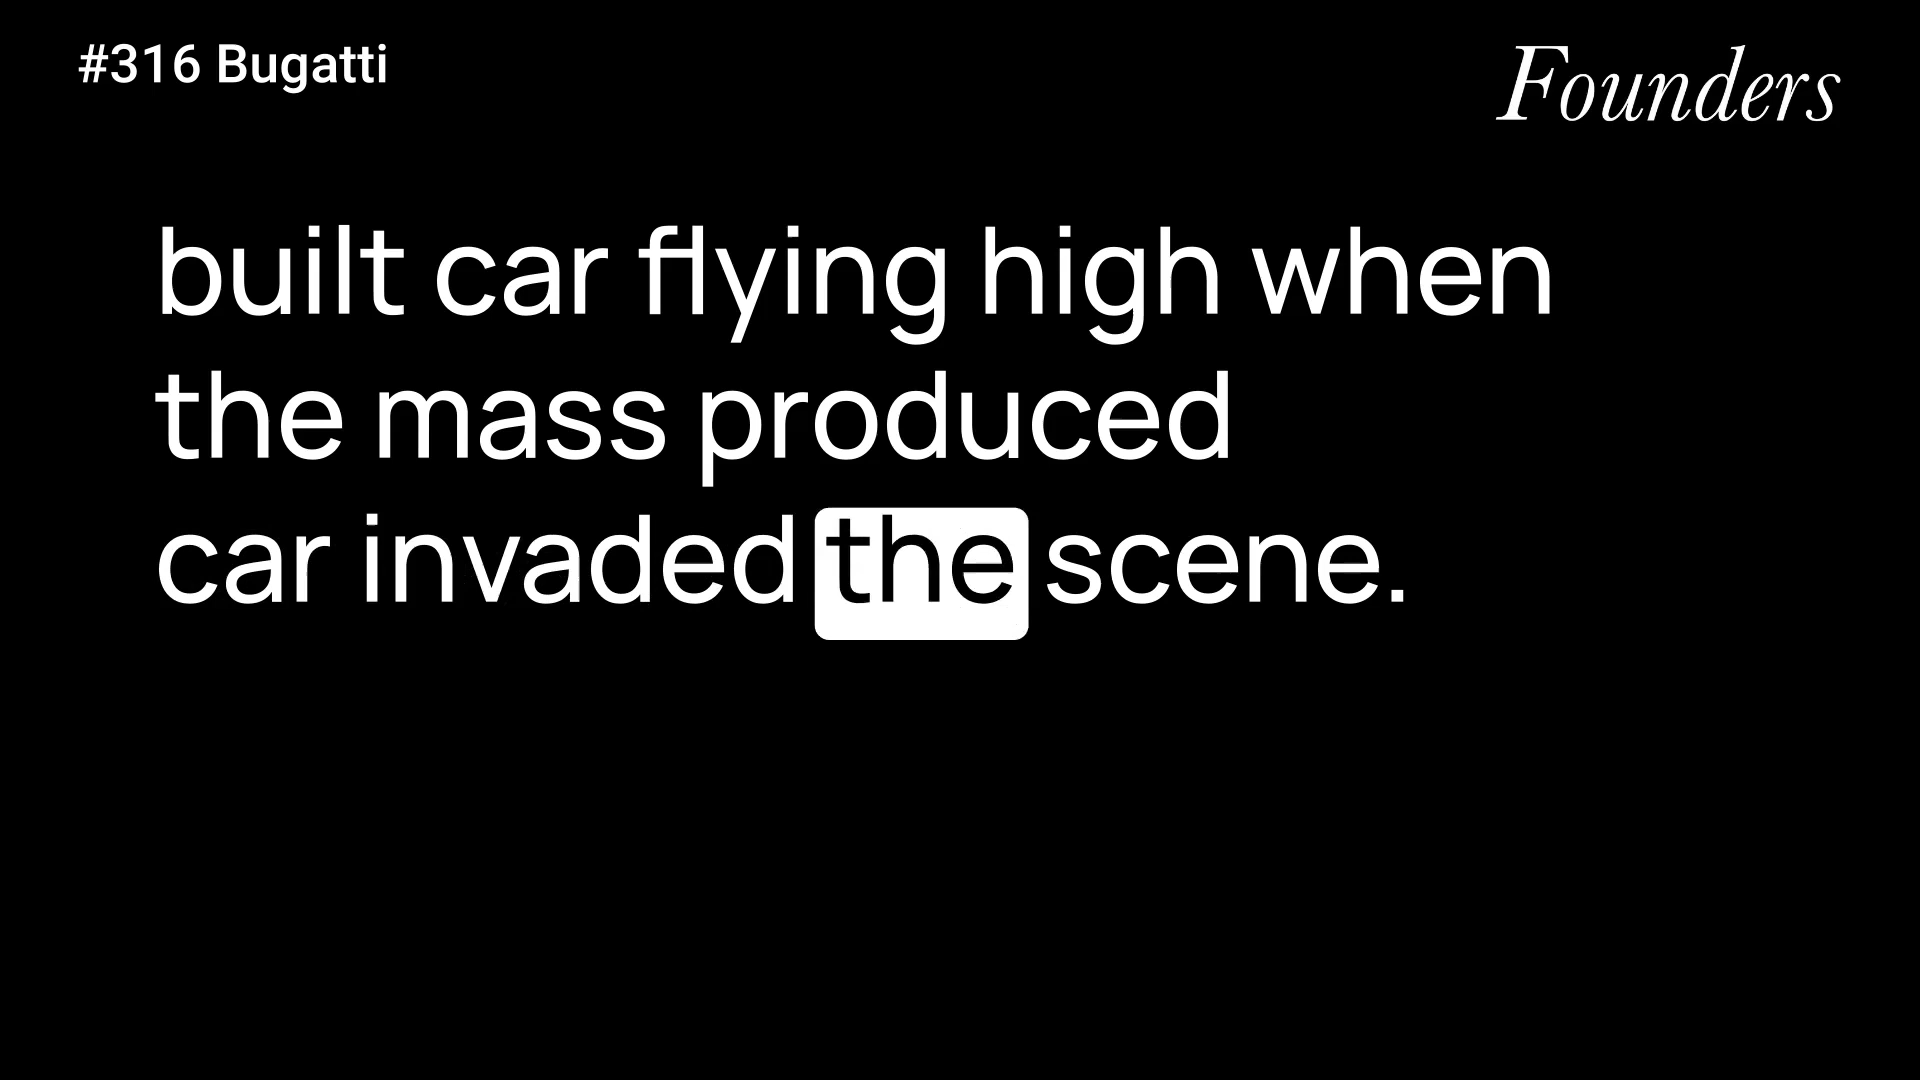 #316 Bugatti
Founders
built car flying high when
the mass produced
car invaded the scene.